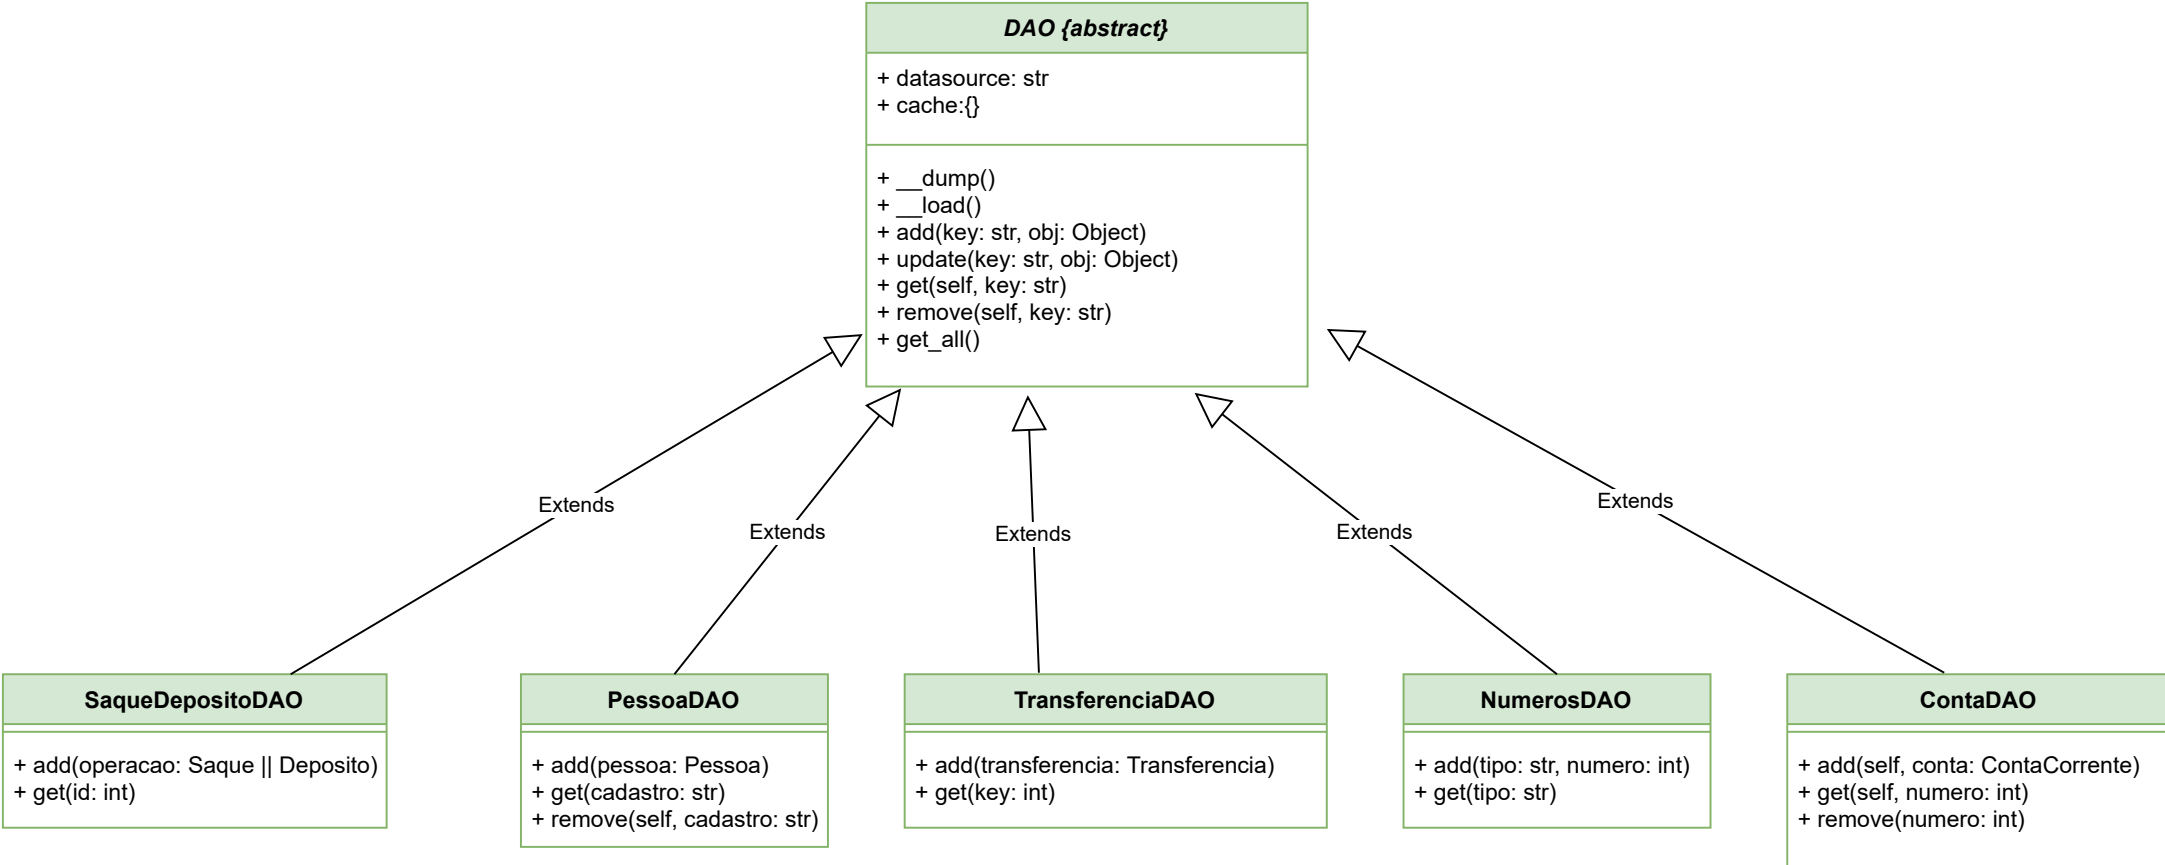 DAO {abstract}
+ datasource: str
+ cache:{}
+ __dump()
+ __load()
+ add(key: str, obj: Object)
+ update(key: str, obj: Object)
+ get(self, key: str)
+ remove(self, key: str)
+ get_all()
Extends
Extends
Extends
Extends
Extends
SaqueDepositoDAO
+ add(operacao: Saque || Deposito)
+ get(id: int)
PessoaDAO
+ add(pessoa: Pessoa)
+ get(cadastro: str)
+ remove(self, cadastro: str)
TransferenciaDAO
+ add(transferencia: Transferencia)
+ get(key: int)
NumerosDAO
+ add(tipo: str, numero: int)
+ get(tipo: str)
ContaDAO
+ add(self, conta: ContaCorrente)
+ get(self, numero: int)
+ remove(numero: int)